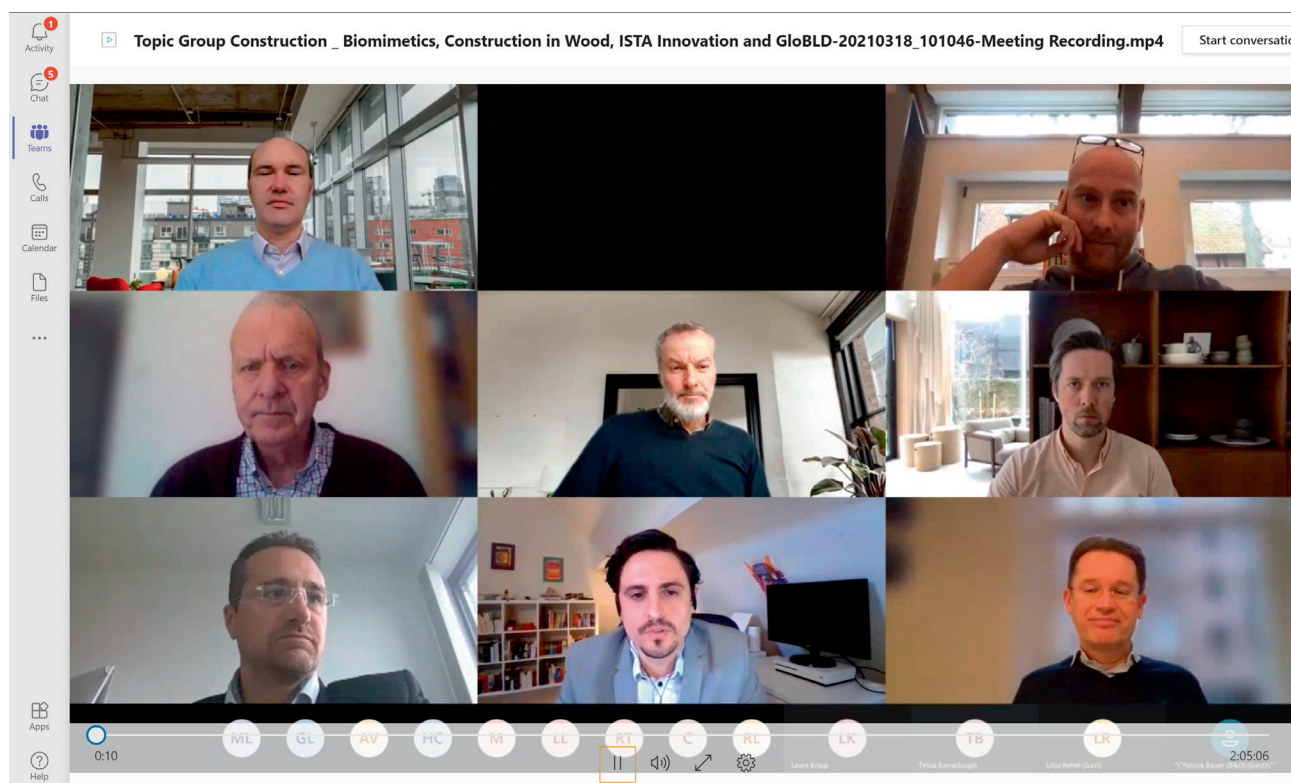 1
Activity
Topic Group Construction _ Biomimetics, Construction in Wood, ISTA Innovation and GloBLD-20210318_101046-Meeting Recording.mp4
Start conversatio
5
Chat
Teams
Calls
Calendar
Files
Apps
Help
ML GL AV HC M LL RT C RL LK TB LR
0:10
2:05:06
Laura Kripp
Tessa Barraclough